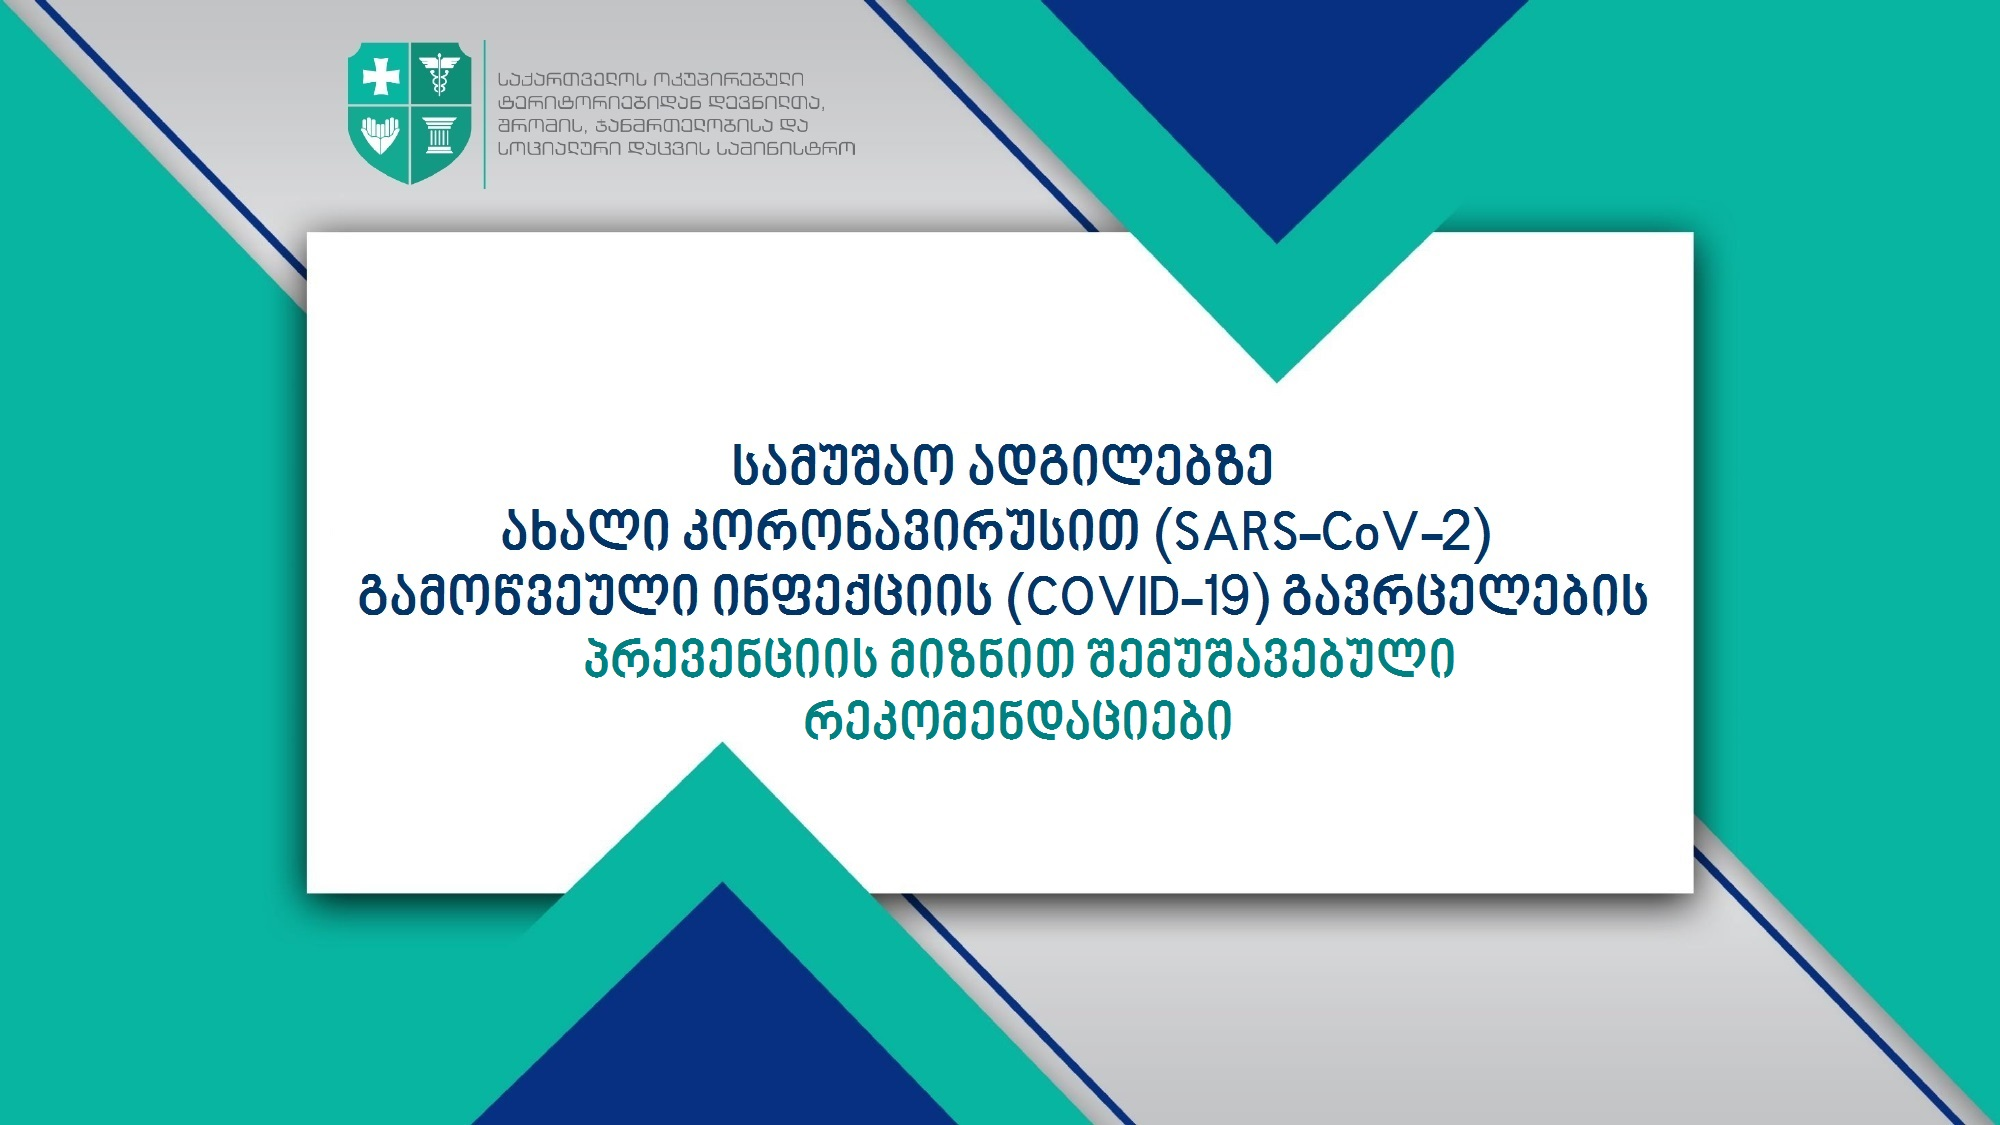 საქართველოს ოკუპირებული
ტერიტორიებიდან დევნილთა,
შრომის, ჯანმრთელობისა და
სოციალური დაცვის სამინისტრო
სამუშაო ადგილებზე
ახალი კორონავირუსით (SARS-CoV-2)
გამოწვეული ინფექციის (COVID-19) გავრცელების
პრევენციის მიზნით შემუშავებული
რეკომენდაციები